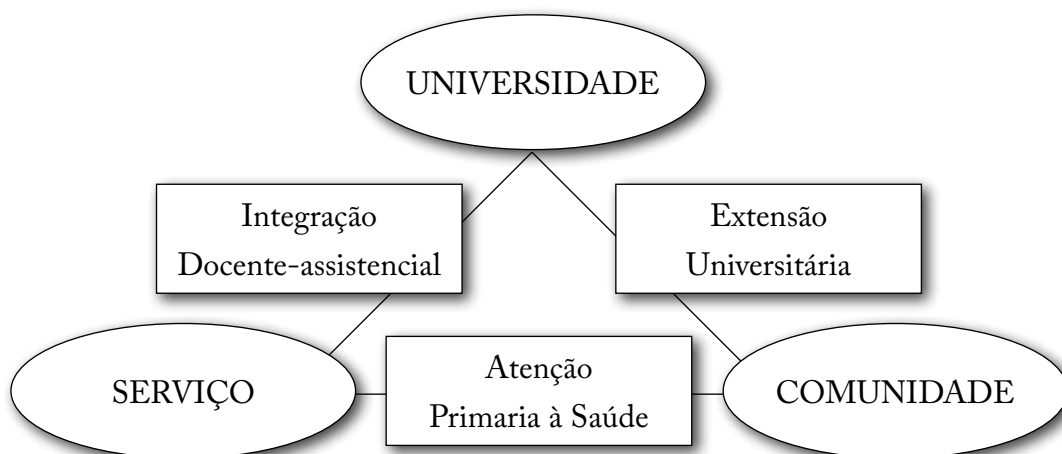 UNIVERSIDADE
Integração
Docente-assistencial
Extensão
Universitária
SERVIÇO
Atenção
Primaria à Saúde
COMUNIDADE